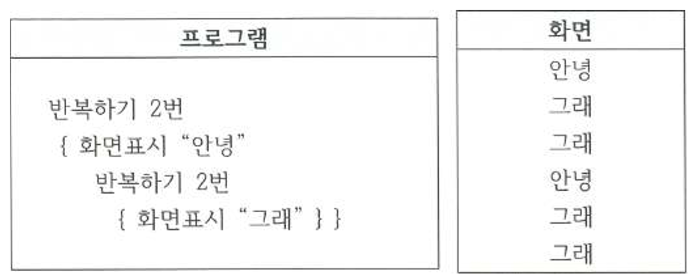 프로그램
반복하기 2번
{ 화면표시 “안녕”
반복하기 2번
{ 화면표시 “그래” } }
화면
안녕
그래
그래
안녕
그래
그래